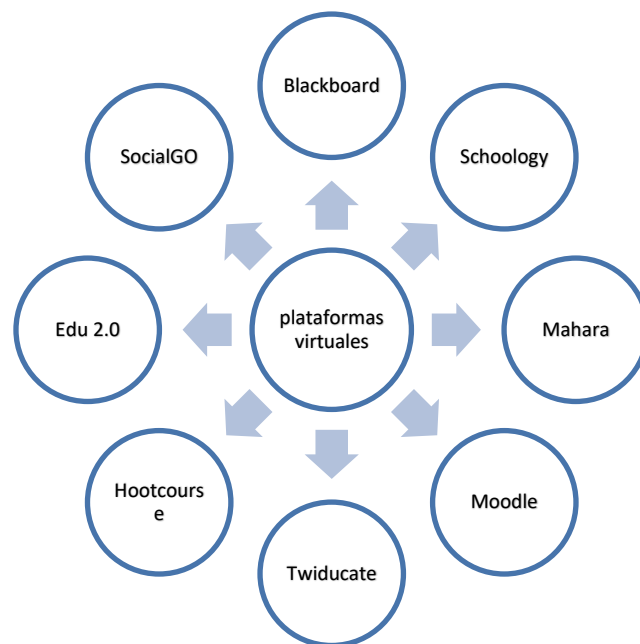 Blackboard
Schoology
Mahara
Moodle
Twiducate
Hootcours
e
Edu 2.0
SocialGO
plataformas
virtuales